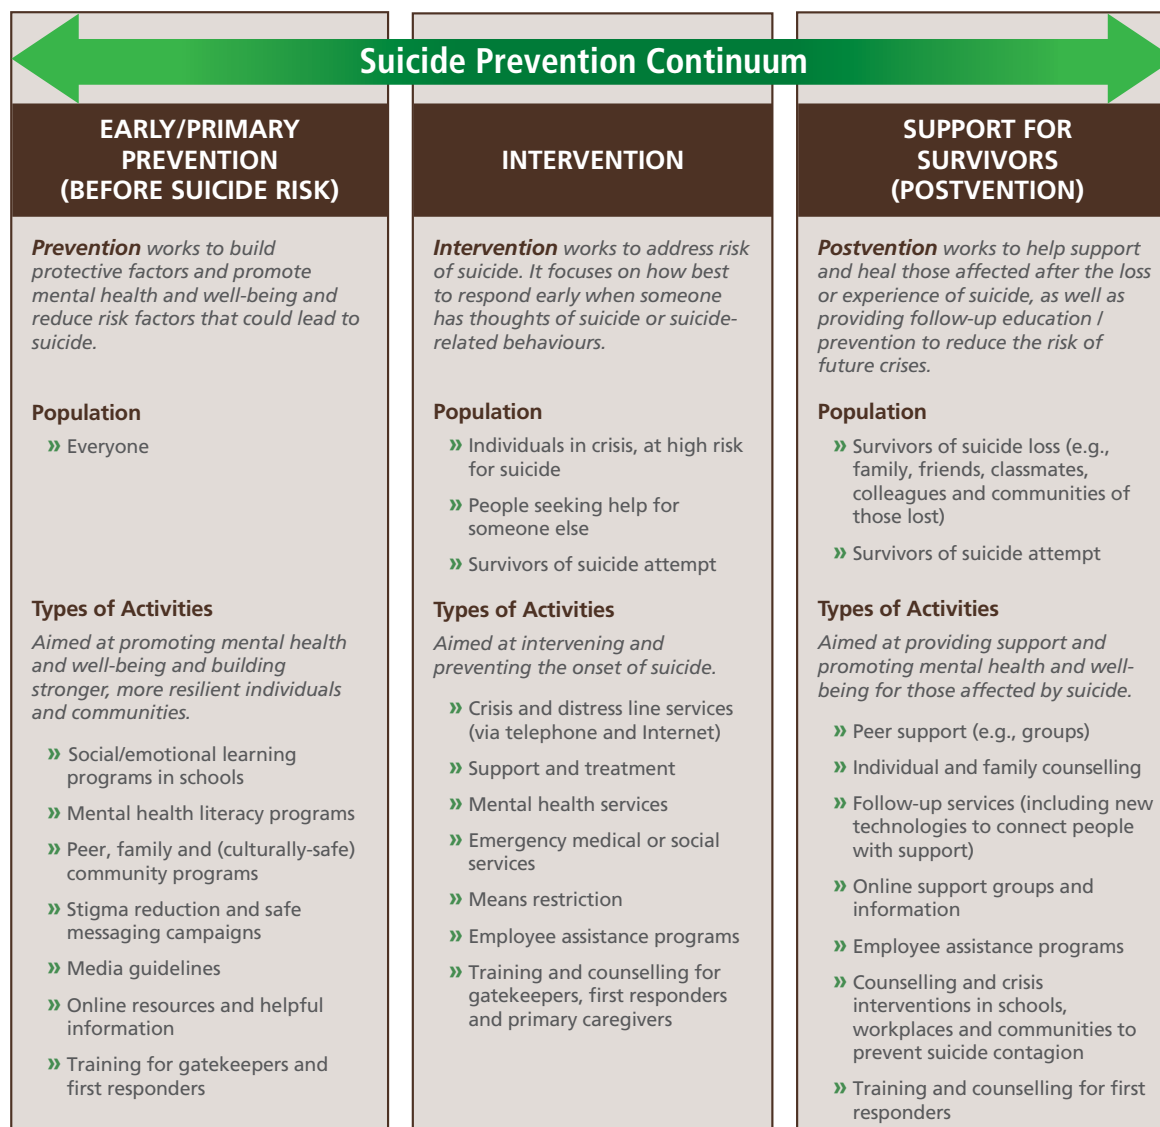 Suicide Prevention Continuum
EARLY/PRIMARY
PREVENTION
(BEFORE SUICIDE RISK)
Prevention works to build
protective factors and promote
mental health and well-being and
reduce risk factors that could lead to
suicide.
Population
» Everyone
Types of Activities
Aimed at promoting mental health
and well-being and building
stronger, more resilient individuals
and communities.
» Social/emotional learning
programs in schools
» Mental health literacy programs
» Peer, family and (culturally-safe)
community programs
» Stigma reduction and safe
messaging campaigns
» Media guidelines
» Online resources and helpful
information
» Training for gatekeepers and
first responders
INTERVENTION
Intervention works to address risk
of suicide. It focuses on how best
to respond early when someone
has thoughts of suicide or suicide-
related behaviours.
Population
» Individuals in crisis, at high risk
for suicide
» People seeking help for
someone else
» Survivors of suicide attempt
Types of Activities
Aimed at intervening and
preventing the onset of suicide.
» Crisis and distress line services
(via telephone and Internet)
» Support and treatment
» Mental health services
» Emergency medical or social
services
» Means restriction
» Employee assistance programs
» Training and counselling for
gatekeepers, first responders
and primary caregivers
SUPPORT FOR
SURVIVORS
(POSTVENTION)
Postvention works to help support
and heal those affected after the loss
or experience of suicide, as well as
providing follow-up education /
prevention to reduce the risk of
future crises.
Population
» Survivors of suicide loss (e.g.,
family, friends, classmates,
colleagues and communities of
those lost)
» Survivors of suicide attempt
Types of Activities
Aimed at providing support and
promoting mental health and well-
being for those affected by suicide.
» Peer support (e.g., groups)
» Individual and family counselling
» Follow-up services (including new
technologies to connect people
with support)
» Online support groups and
information
» Employee assistance programs
» Counselling and crisis
interventions in schools,
workplaces and communities to
prevent suicide contagion
» Training and counselling for first
responders